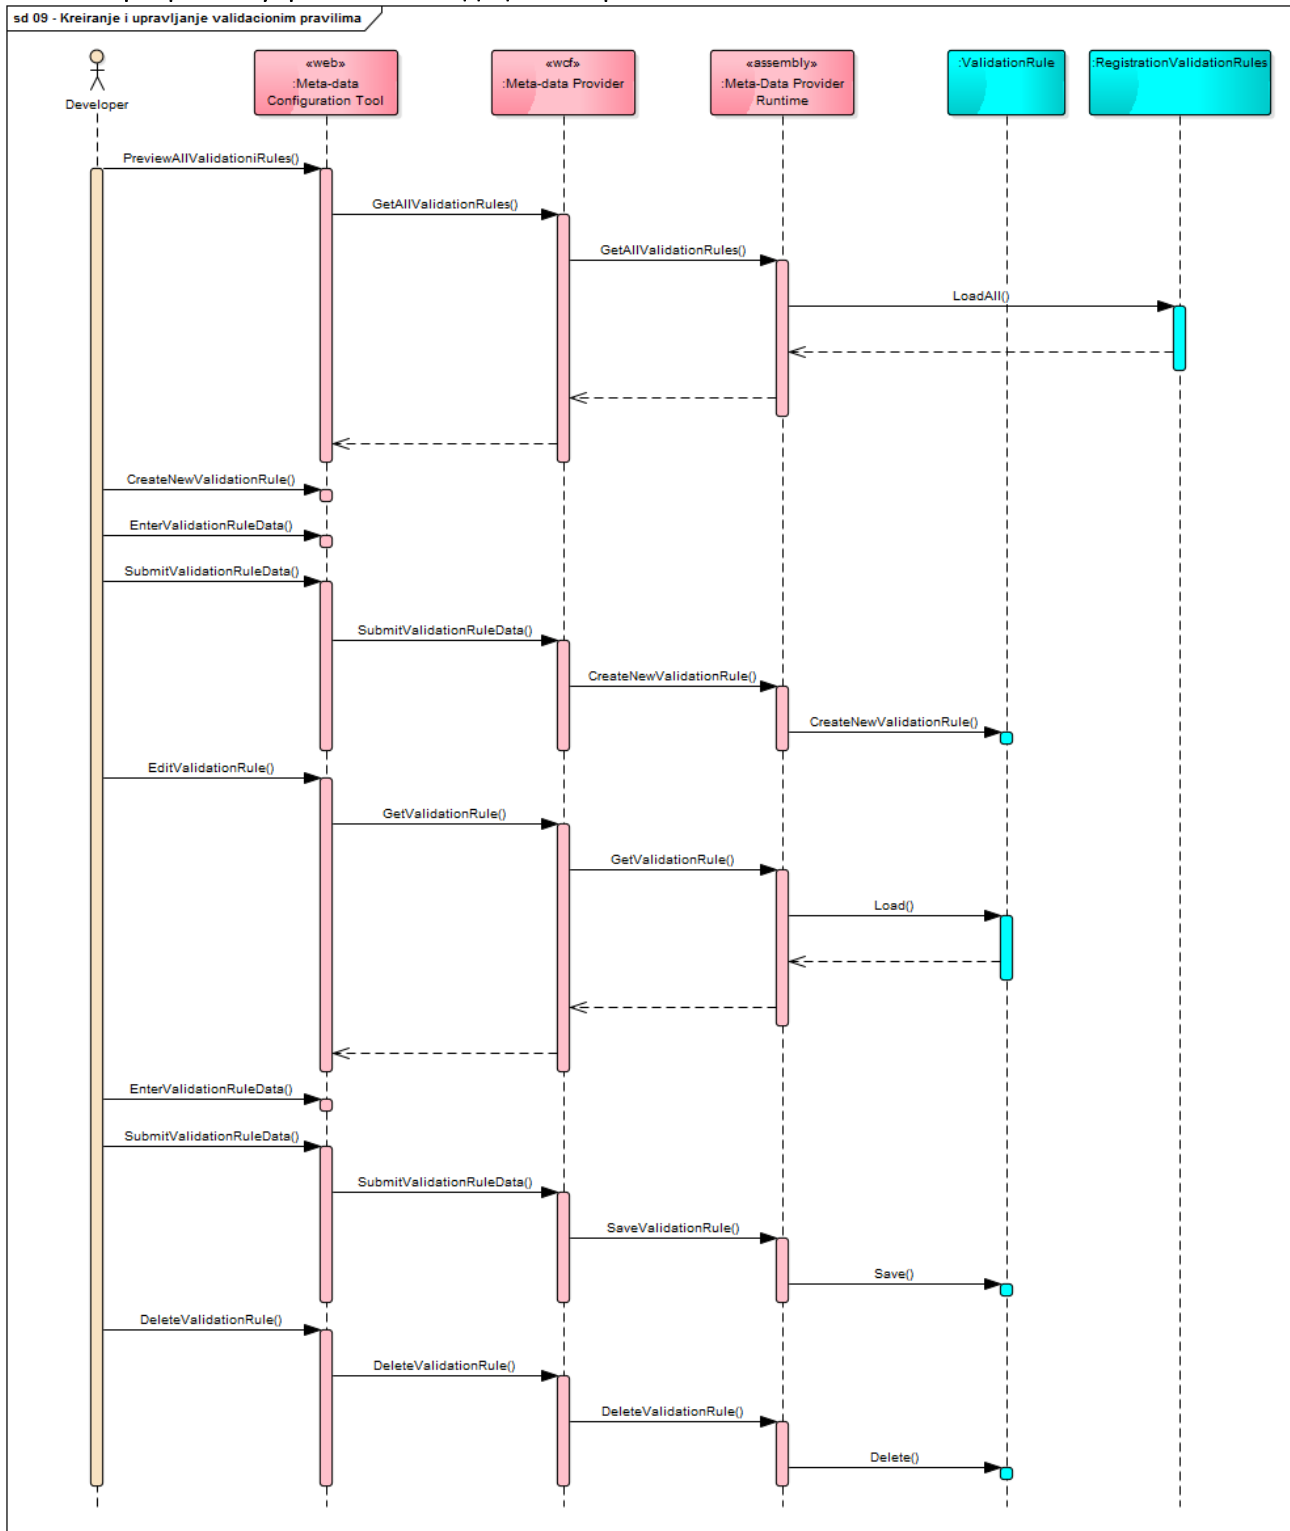 sd 09 - Kreiranje i upravljanje validacionim pravilima
Developer
«web»
:Meta-data
Configuration Tool
«wcf»
:Meta-data Provider
«assembly»
:Meta-Data Provider
Runtime
:ValidationRule
:RegistrationValidationRules
PreviewAllValidationiRules()
GetAllValidationRules()
GetAllValidationRules()
LoadAll()
CreateNewValidationRule()
EnterValidationRuleData()
SubmitValidationRuleData()
SubmitValidationRuleData()
CreateNewValidationRule()
CreateNewValidationRule()
EditValidationRule()
GetValidationRule()
GetValidationRule()
Load()
EnterValidationRuleData()
SubmitValidationRuleData()
SubmitValidationRuleData()
SaveValidationRule()
Save()
DeleteValidationRule()
DeleteValidationRule()
DeleteValidationRule()
Delete()